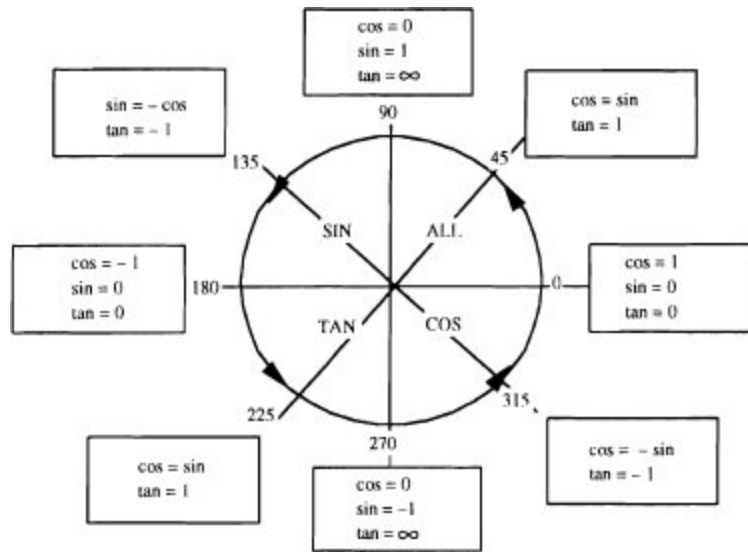 cos = 0
sin = 1
tan = ∞
sin = - cos
tan = - 1
cos = sin
tan = 1
90
135
45
SIN
ALL
cos = - 1
sin = 0
tan = 0
180
0
cos = 1
sin = 0
tan = 0
TAN
COS
225
315
270
cos = sin
tan = 1
cos = 0
sin = -1
tan = ∞
cos = - sin
tan = - 1